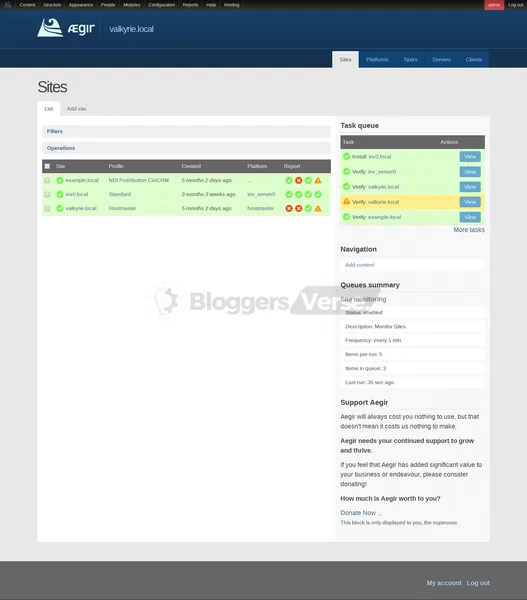 Content Structure Appearance People Modules Configuration Reports Help Hosting admin Log out
ÆGIR valkyrie.local
Sites Platforms Tasks Servers Clients
Sites
List Add site
Filters
Operations
Site Profile Created Platform Report
example.local NDI Pushbutton CiviCRM 5 months 2 days ago ...
inv0.local Standard 3 months 3 weeks ago inv_server0
valkyrie.local Hostmaster 5 months 2 days ago hostmaster
Task queue
Task Actions
Install: inv0.local View
Verify: inv_server0 View
Verify: valkyrie.local View
Verify: valkyrie.local View
Verify: example.local View
More tasks
Navigation
Add content
Queues summary
Site monitoring
Status: enabled
Description: Monitor Sites.
Frequency: every 1 min
Items per run: 5
Items in queue: 3
Last run: 35 sec ago
BloggersVerse
Support Aegir
Aegir will always cost you nothing to use, but that
doesn't mean it costs us nothing to make.
Aegir needs your continued support to grow
and thrive.
If you feel that Aegir has added significant value to
your business or endeavour, please consider
donating!
How much is Aegir worth to you?
Donate Now ...
This block is only displayed to you, the superuser.
My account Log out